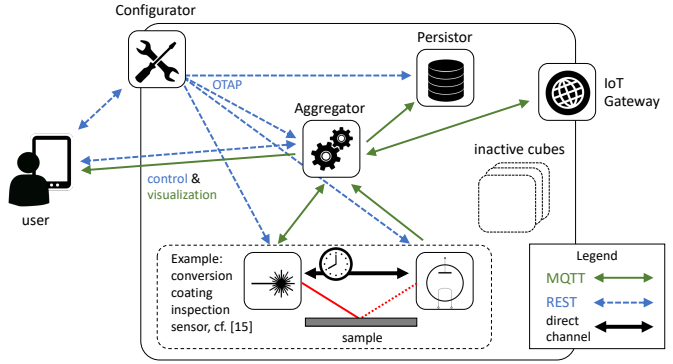 Configurator
Persistor
OTAP
IoT
Gateway
Aggregator
inactive cubes
control &
visualization
user
Example:
conversion
coating
inspection
sensor, cf. [15]
sample
Legend
MQTT
REST
direct
channel